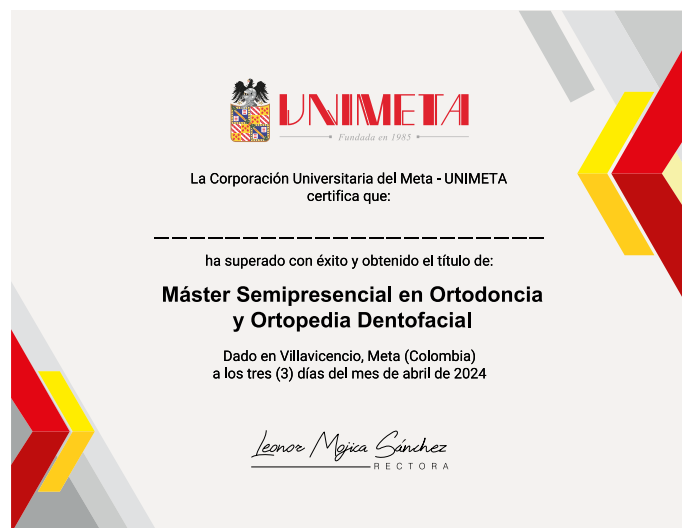 UNIMETA
Fundada en 1985
La Corporación Universitaria del Meta - UNIMETA
certifica que:
ha superado con éxito y obtenido el título de:
Máster Semipresencial en Ortodoncia
y Ortopedia Dentofacial
Dado en Villavicencio, Meta (Colombia)
a los tres (3) días del mes de abril de 2024
Leonor Mojica Sánchez
RECTORA